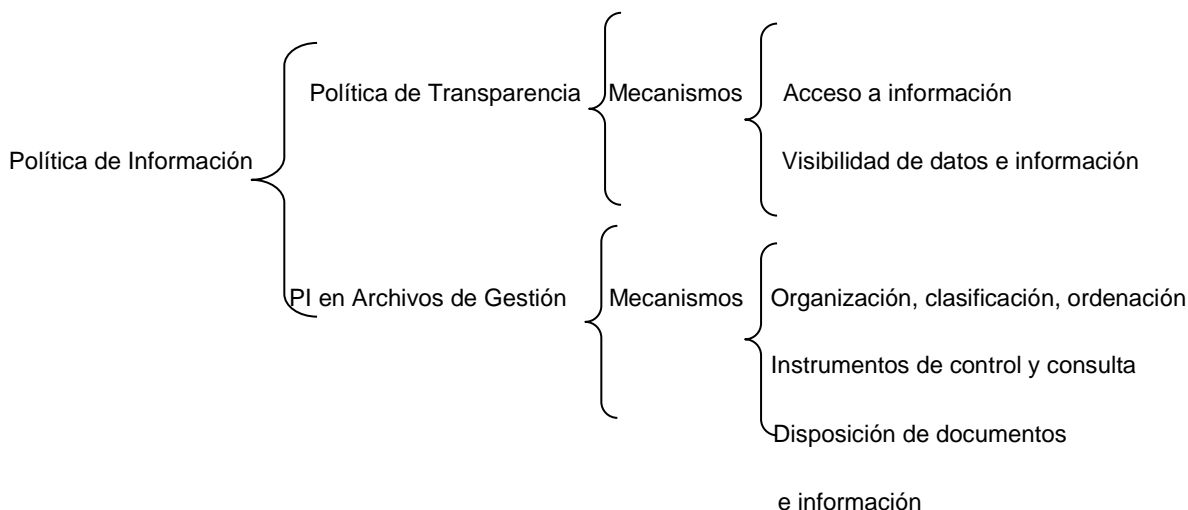 Política de Transparencia Mecanismos Acceso a información
Política de Información Visibilidad de datos e información
PI en Archivos de Gestión Mecanismos Organización, clasificación, ordenación
Instrumentos de control y consulta
Disposición de documentos
e información